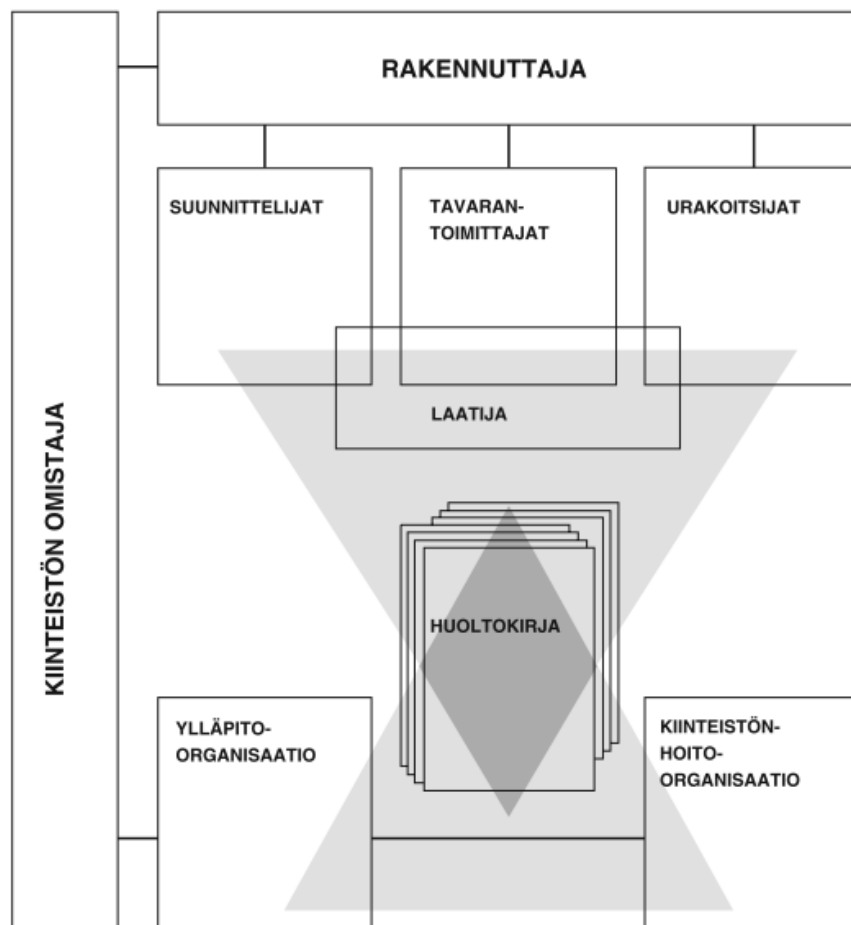 RAKENNUTTAJA
SUUNNITTELIJAT
TAVARAN-
TOIMITTAJAT
URAKOITSIJAT
LAATIJA
KIINTEISTÖN OMISTAJA
HUOLTOKIRJA
YLLÄPITO-
ORGANISAATIO
KIINTEISTÖN-
HOITO-
ORGANISAATIO